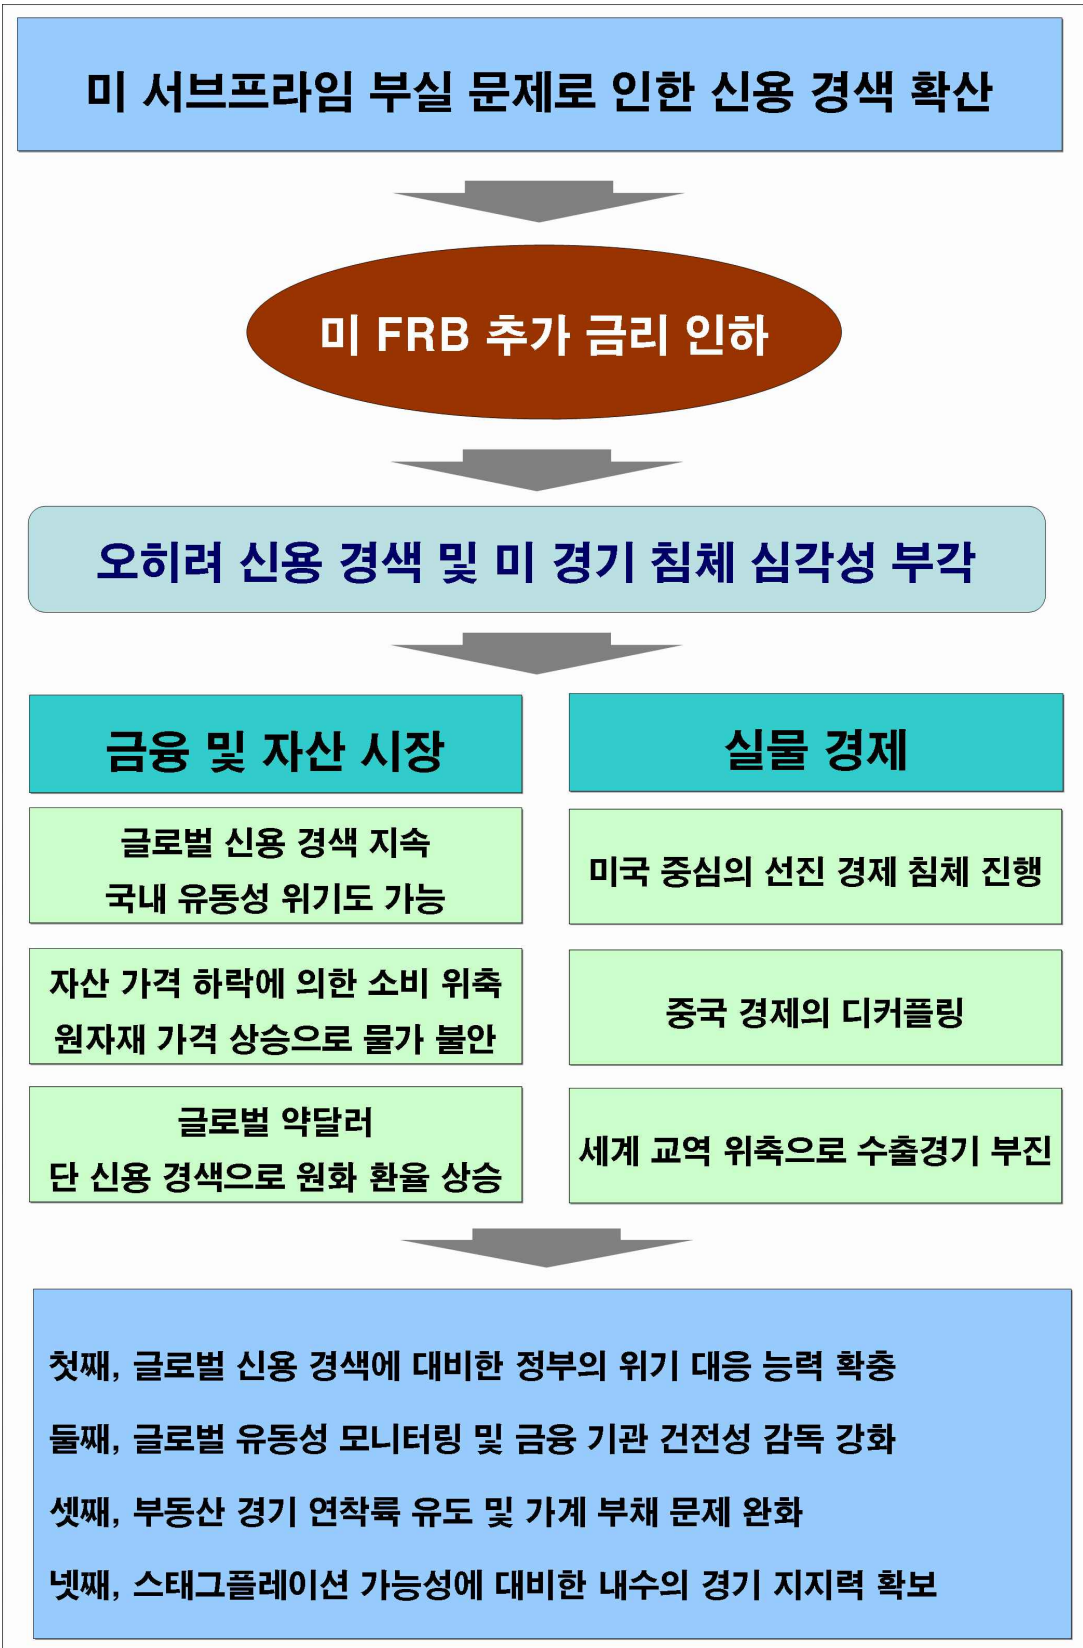 미 서브프라임 부실 문제로 인한 신용 경색 확산
미 FRB 추가 금리 인하
오히려 신용 경색 및 미 경기 침체 심각성 부각
금융 및 자산 시장
글로벌 신용 경색 지속
국내 유동성 위기도 가능
자산 가격 하락에 의한 소비 위축
원자재 가격 상승으로 물가 불안
글로벌 약달러
단 신용 경색으로 원화 환율 상승
실물 경제
미국 중심의 선진 경제 침체 진행
중국 경제의 디커플링
세계 교역 위축으로 수출경기 부진
첫째, 글로벌 신용 경색에 대비한 정부의 위기 대응 능력 확충
둘째, 글로벌 유동성 모니터링 및 금융 기관 건전성 감독 강화
셋째, 부동산 경기 연착륙 유도 및 가계 부채 문제 완화
넷째, 스태그플레이션 가능성에 대비한 내수의 경기 지지력 확보